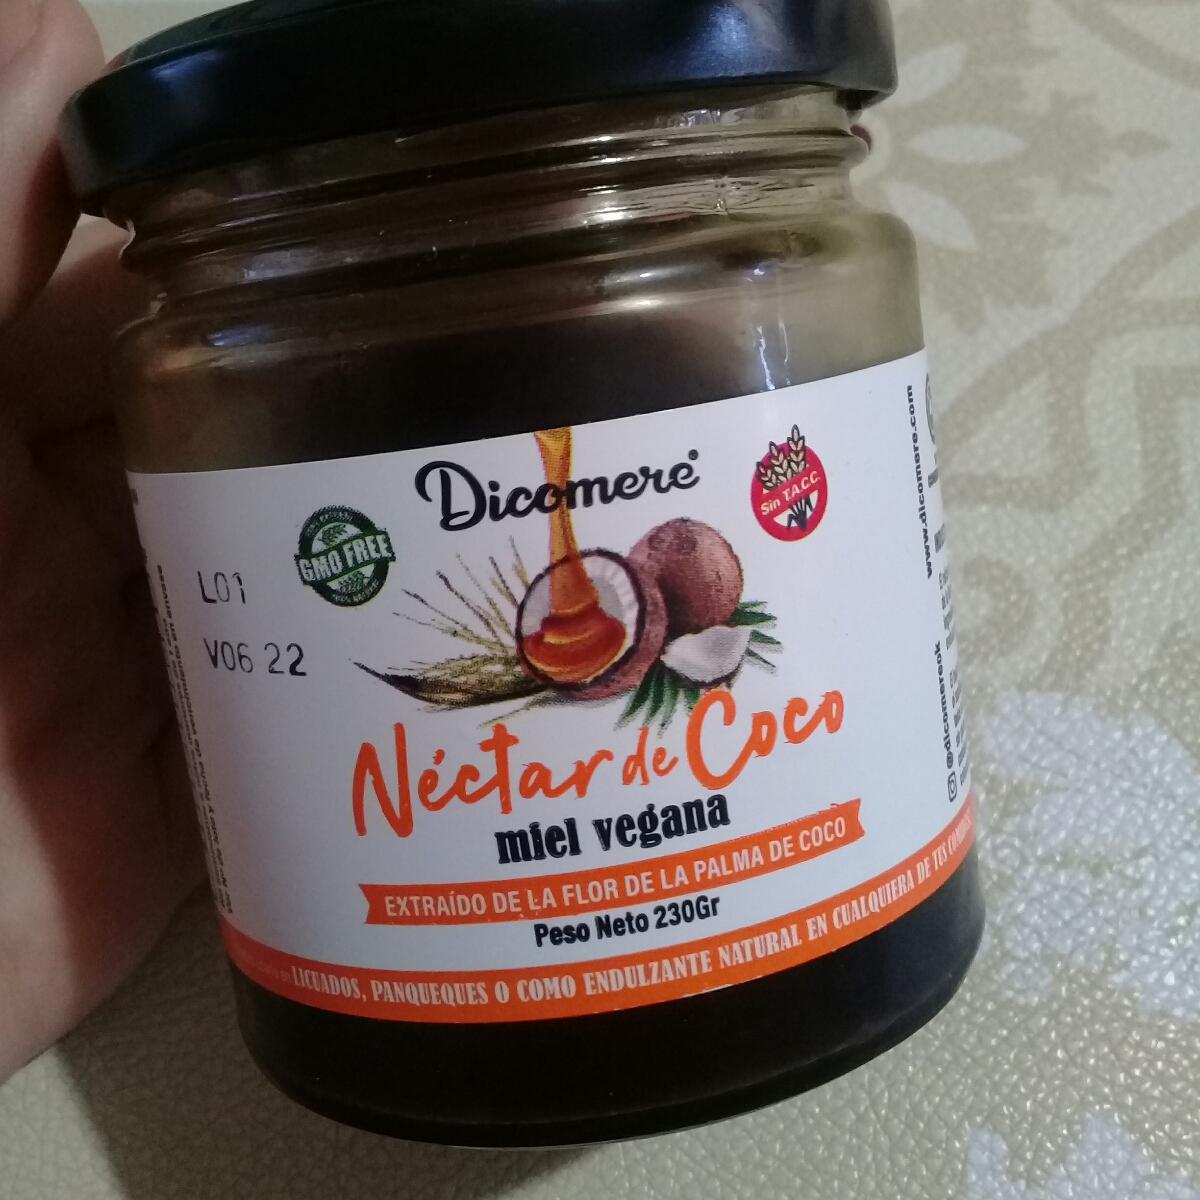 Dicomere
Sin T.A.C.C.
GMO FREE
L01
V06 22
Néctar de Coco
miel vegana
EXTRAÍDO DE LA FLOR DE LA PALMA DE COCO
Peso Neto 230Gr
LICUADOS, PANQUEQUES O COMO ENDULZANTE NATURAL EN CUALQUIERA DE TUS
www.dicomere.com
@dicomereok